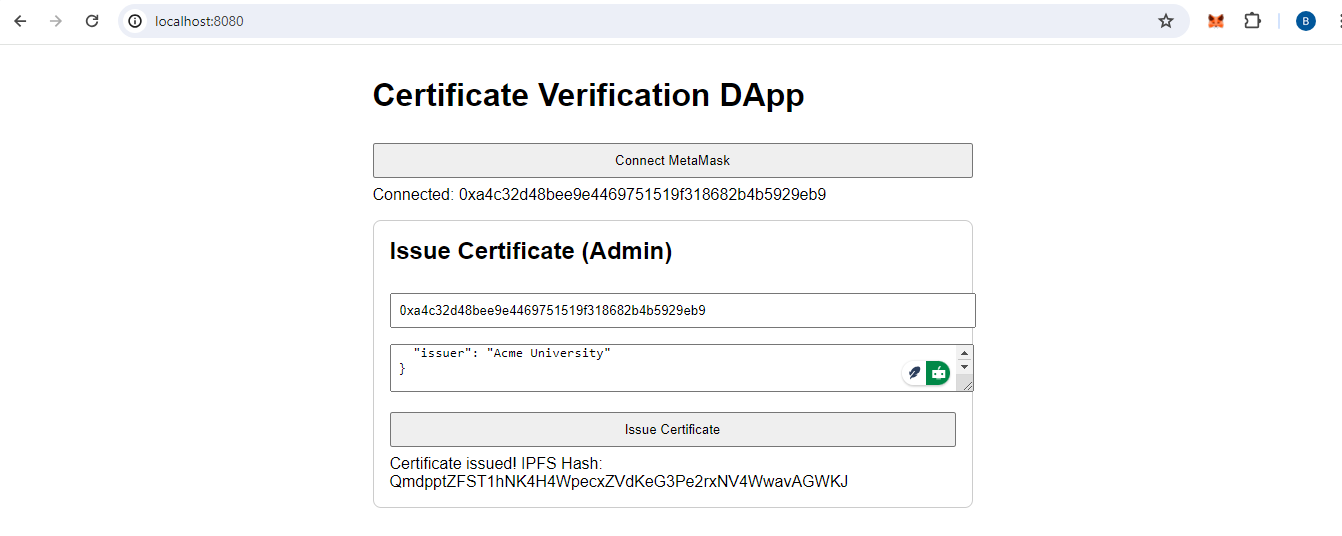 localhost:8080
B
Certificate Verification DApp
Connect MetaMask
Connected: 0xa4c32d48bee9e4469751519f318682b4b5929eb9
Issue Certificate (Admin)
0xa4c32d48bee9e4469751519f318682b4b5929eb9
"issuer": "Acme University"
}
Issue Certificate
Certificate issued! IPFS Hash:
QmdpptZFST1hNK4H4WpecxZVdKeG3Pe2rxNV4WwavAGWKJ